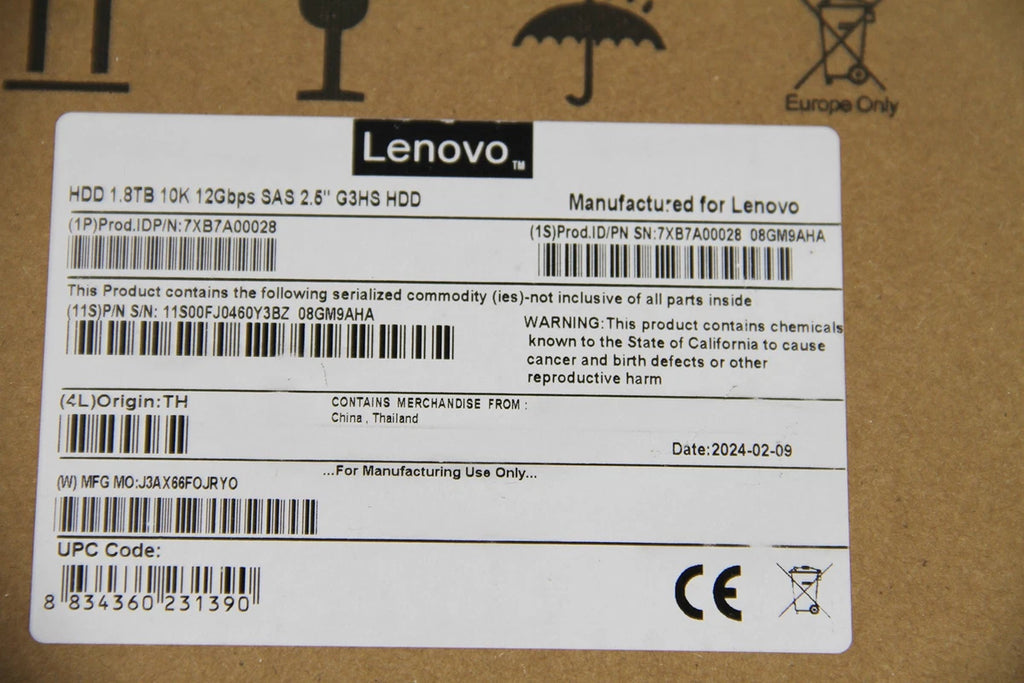 Europe Only
Lenovo™
HDD 1.8TB 10K 12Gbps SAS 2.5" G3HS HDD
Manufactured for Lenovo
(1P)Prod.IDP/N:7XB7A00028
(1S)Prod.ID/PN SN:7XB7A00028 08GM9AHA
This Product contains the following serialized commodity (ies)-not inclusive of all parts inside
(11S)P/N S/N: 11S00FJ0460Y3BZ 08GM9AHA
WARNING:This product contains chemicals
known to the State of California to cause
cancer and birth defects or other
reproductive harm
(4L)Origin:TH
CONTAINS MERCHANDISE FROM :
China , Thailand
Date:2024-02-09
...For Manufacturing Use Only...
(W) MFG MO:J3AX66FOJRYO
UPC Code:
8 834360 231390
CE